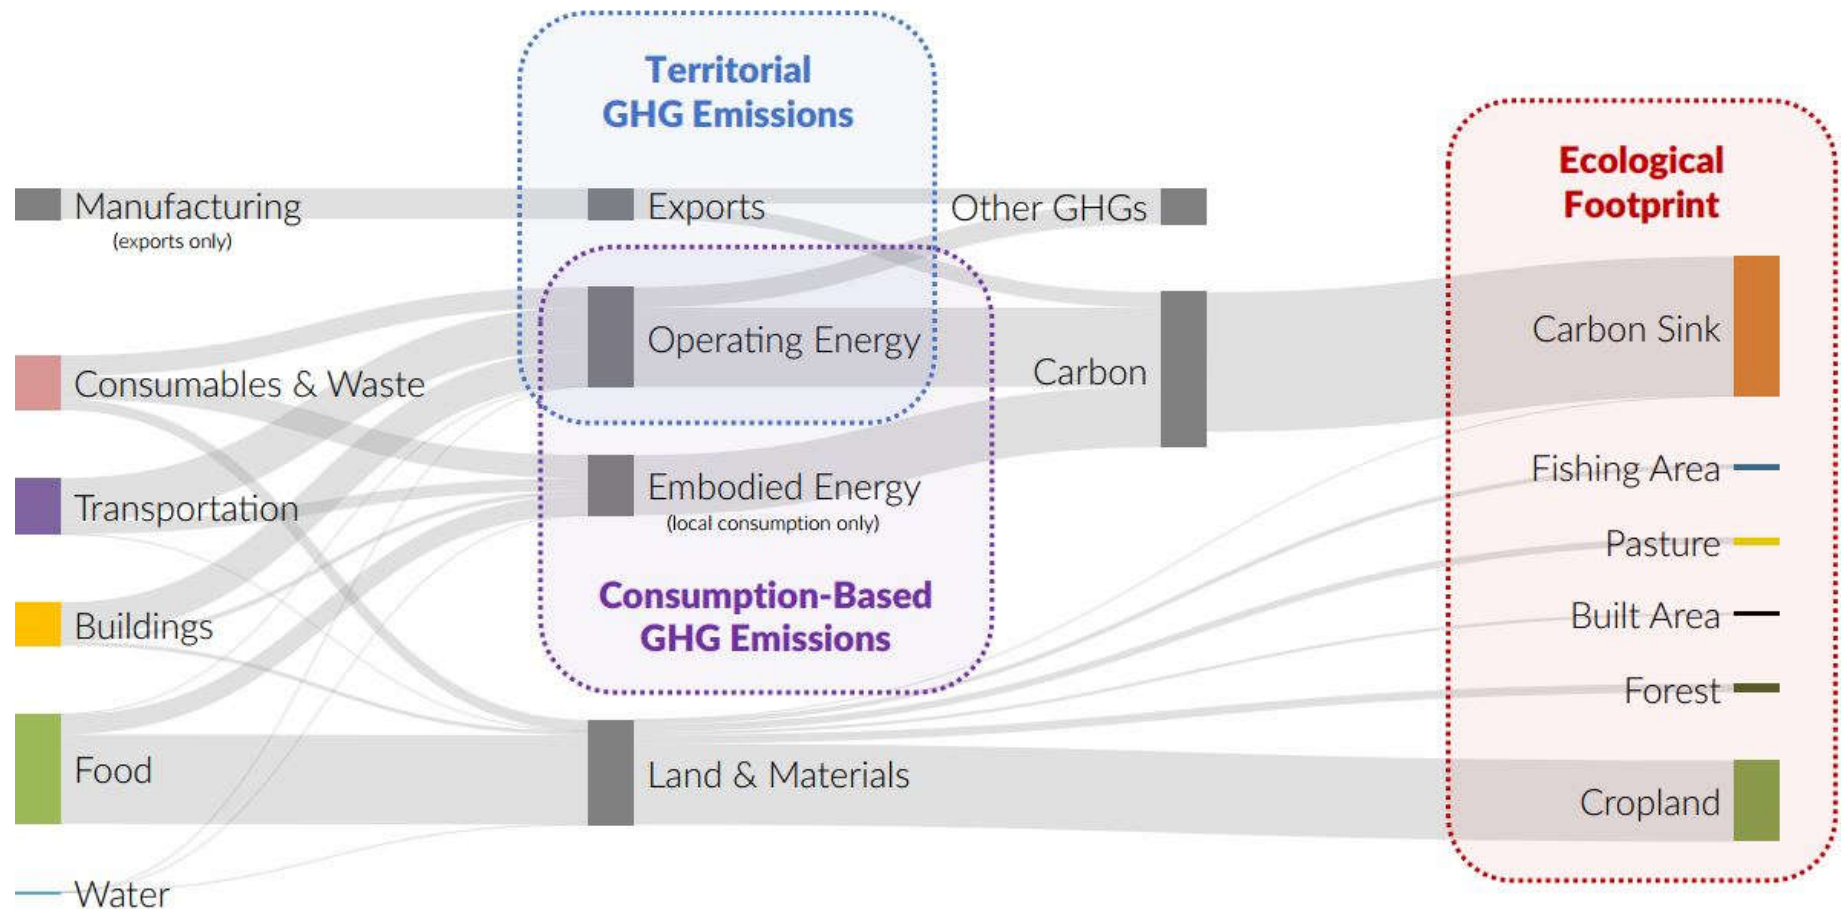 Territorial
GHG Emissions
Manufacturing
(exports only)
Exports
Other GHGs
Ecological
Footprint
Consumables & Waste
Operating Energy
Carbon
Carbon Sink
Transportation
Embodied Energy
(local consumption only)
Fishing Area
Pasture
Buildings
Consumption-Based
GHG Emissions
Built Area
Forest
Food
Land & Materials
Cropland
Water